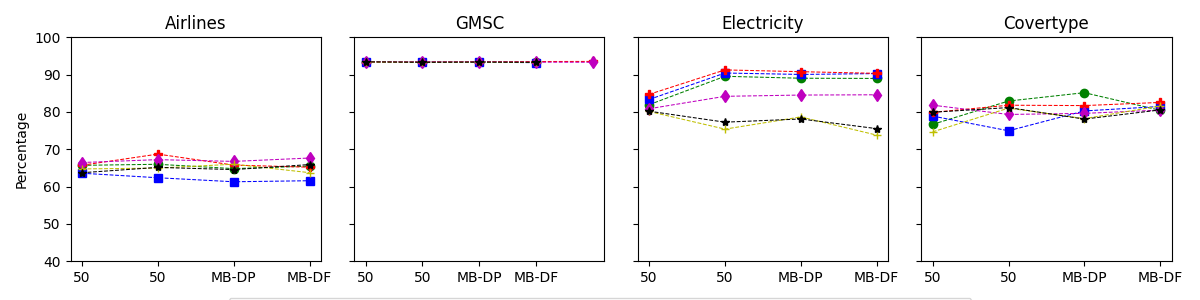 Airlines GMSC Electricity Covertype
Percentage
100
90
80
70
60
50
40
50 50 MB-DP MB-DF 50 50 MB-DP MB-DF 50 50 MB-DP MB-DF 50 50 MB-DP MB-DF